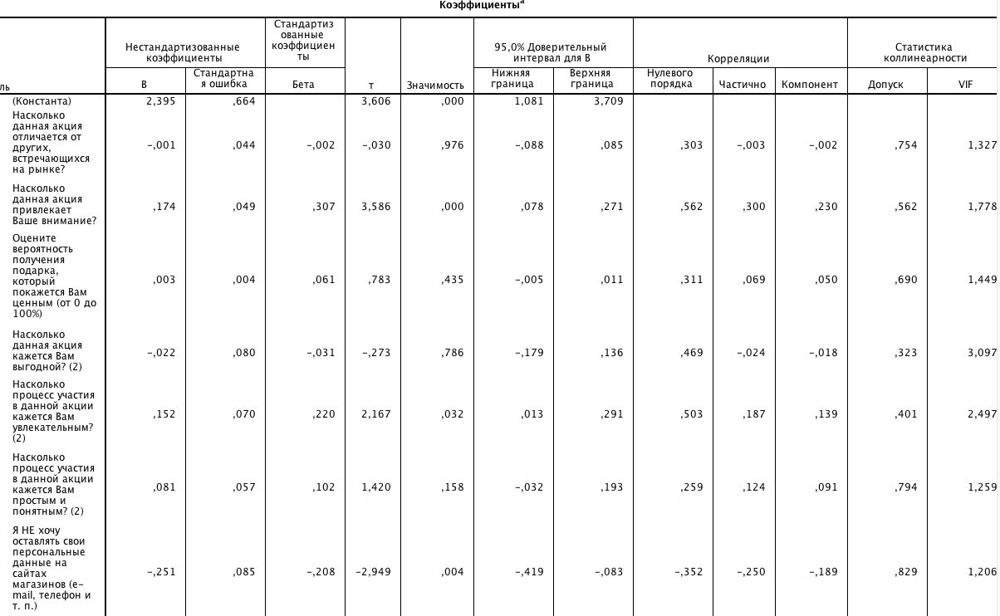 Коэффициентыа
Стандартиз
ованные
коэффициен
ты
Нестандартизованные
коэффициенты
95,0% Доверительный
интервал для B
Корреляции
Статистика
коллинеарности
ль
B
Стандартна
я ошибка
Бета
т
Значимость
Нижняя
граница
Верхняя
граница
Нулевого
порядка
Частично
Компонент
Допуск
VIF
(Константа) 2,395 ,664 3,606 ,000 1,081 3,709
Насколько
данная акция
отличается от
других,
встречающихся
на рынке?
-,001 ,044 -,002 -,030 ,976 -,088 ,085 ,303 -,003 -,002 ,754 1,327
Насколько
данная акция
привлекает
Ваше внимание?
,174 ,049 ,307 3,586 ,000 ,078 ,271 ,562 ,300 ,230 ,562 1,778
Оцените
вероятность
получения
подарка,
который
покажется Вам
ценным (от 0 до
100%)
,003 ,004 ,061 ,783 ,435 -,005 ,011 ,311 ,069 ,050 ,690 1,449
Насколько
данная акция
кажется Вам
выгодной? (2)
-,022 ,080 -,031 -,273 ,786 -,179 ,136 ,469 -,024 -,018 ,323 3,097
Насколько
процесс участия
в данной акции
кажется Вам
увлекательным?
(2)
,152 ,070 ,220 2,167 ,032 ,013 ,291 ,503 ,187 ,139 ,401 2,497
Насколько
процесс участия
в данной акции
кажется Вам
простым и
понятным? (2)
,081 ,057 ,102 1,420 ,158 -,032 ,193 ,259 ,124 ,091 ,794 1,259
Я НЕ хочу
оставлять свои
персональные
данные на
сайтах
магазинов (e-
mail, телефон и
т. п.)
-,251 ,085 -,208 -2,949 ,004 -,419 -,083 -,352 -,250 -,189 ,829 1,206